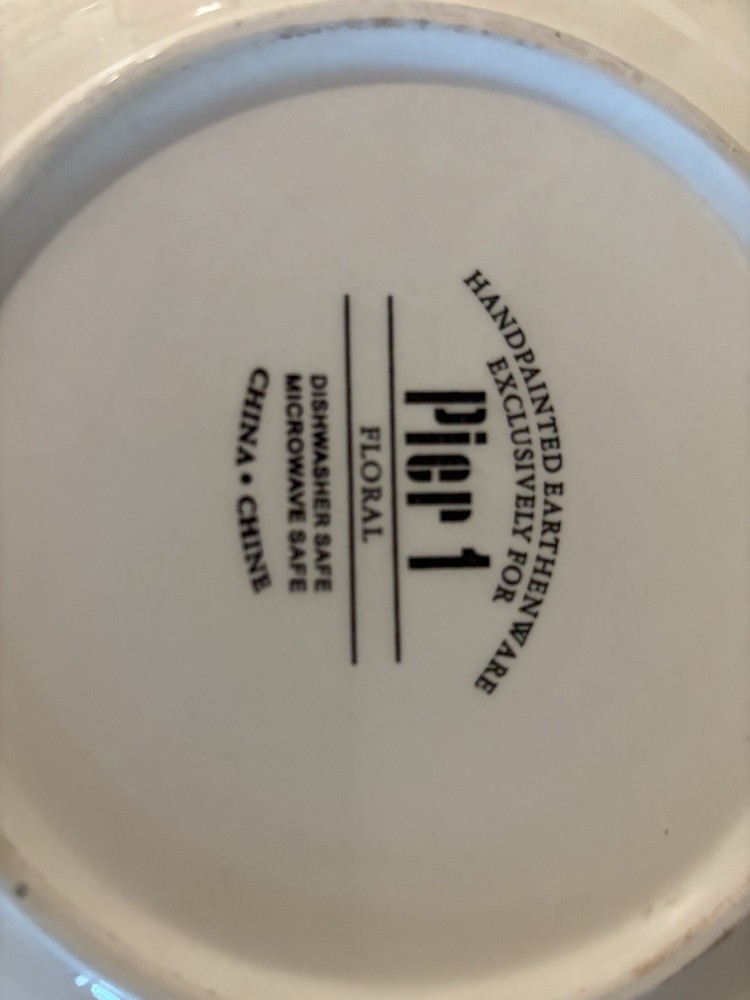 HANDPAINTED EARTHENWARE
EXCLUSIVELY FOR
Pier 1
FLORAL
DISHWASHER SAFE
MICROWAVE SAFE
CHINA • CHINE